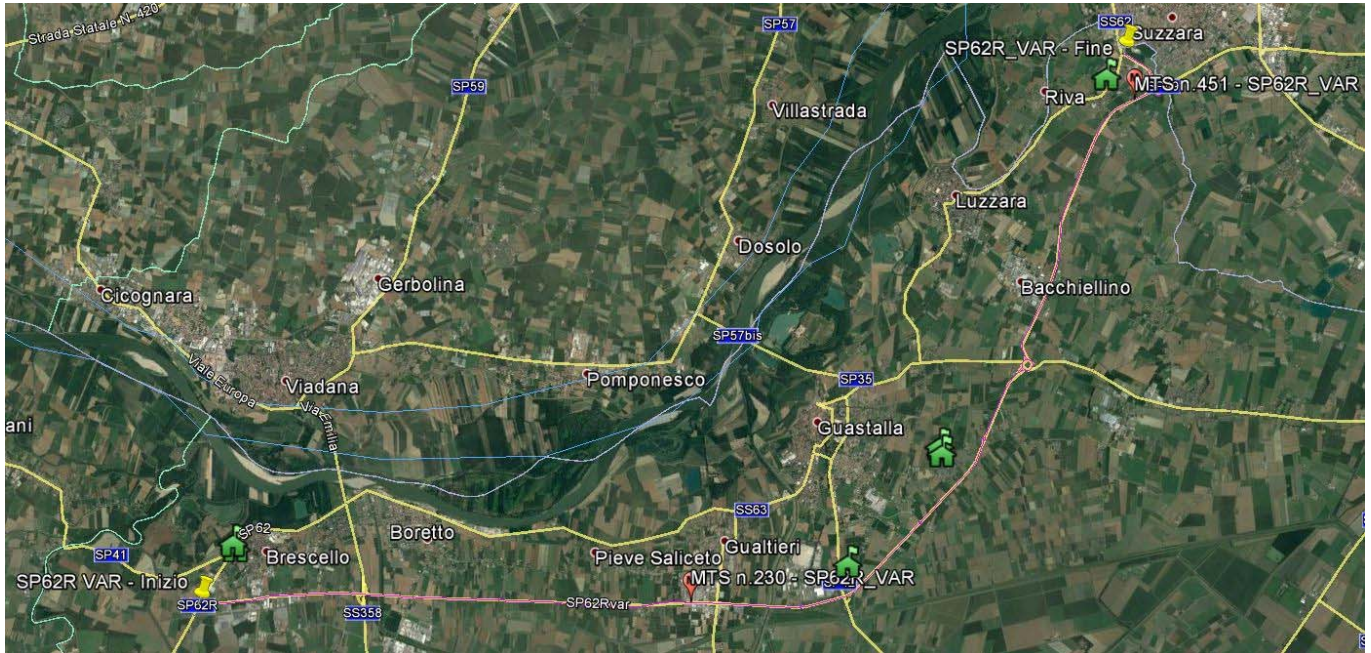 Strada Statale N. 420
SP57
SS62
Suzzara
SP62R_VAR - Fine
SP59
Villastrada
Riva
MTS n.451 - SP62R_VAR
Luzzara
Dosolo
Cicognara
Gerbolina
Bacchiellino
SP57bis
Viale Europa
Viadana
Pomponesco
SP35
Via Emilia
ani
Guastalla
SS63
SP62
Boretto
SP41
Brescello
Pieve Saliceto
Gualtieri
SP62R VAR - Inizio
MTS n.230 - SP62R_VAR
SP62R
SS358
SP62Rvar